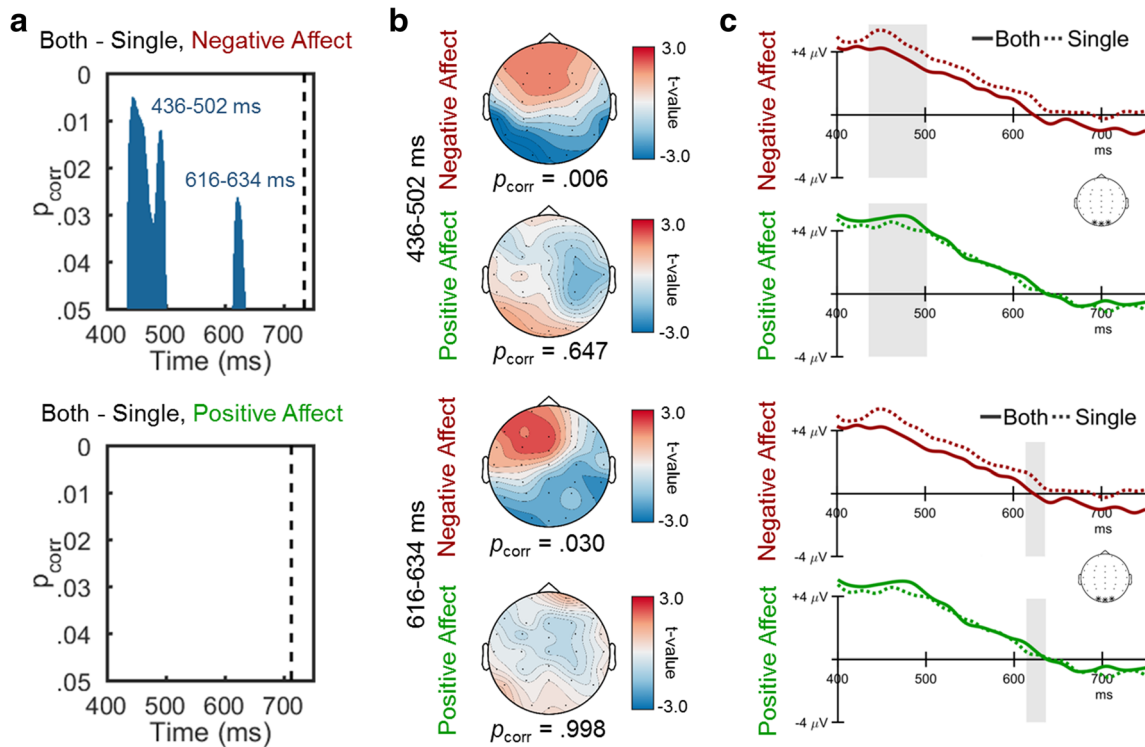 a
Both - Single, Negative Affect
0
.01
.02
.03
.04
.05
p_corr
436-502 ms
616-634 ms
400 500 600 700
Time (ms)
Both - Single, Positive Affect
0
.01
.02
.03
.04
.05
p_corr
400 500 600 700
Time (ms)
b
436-502 ms
Negative Affect
3.0
t-value
-3.0
p_corr = .006
Positive Affect
3.0
t-value
-3.0
p_corr = .647
616-634 ms
Negative Affect
3.0
t-value
-3.0
p_corr = .030
Positive Affect
3.0
t-value
-3.0
p_corr = .998
c
Both Single
Negative Affect
+4 μV
400 500 600 700
ms
-4 μV
Positive Affect
+4 μV
400 500 600 700
ms
-4 μV
Both Single
Negative Affect
+4 μV
400 500 600 700
ms
-4 μV
Positive Affect
+4 μV
400 500 600 700
ms
-4 μV